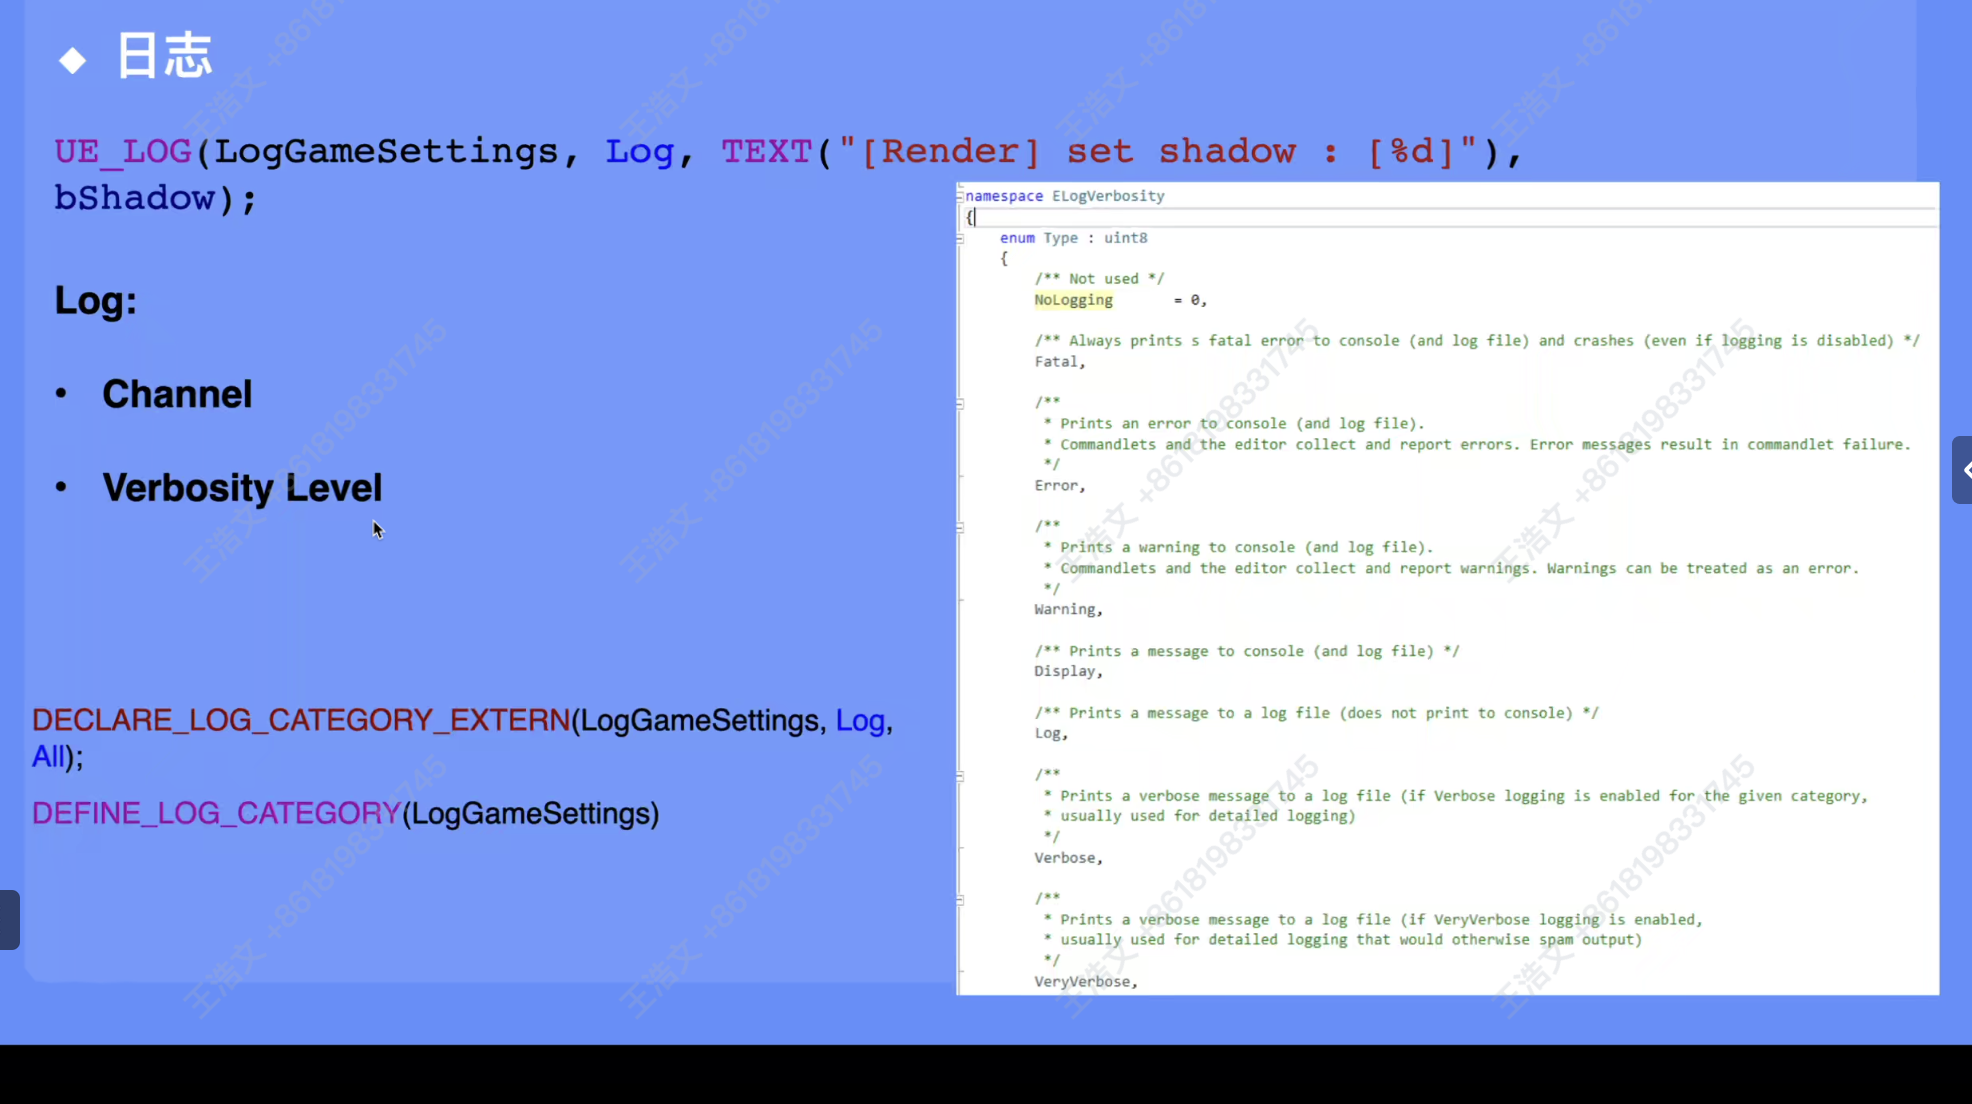 ◆ 日志
UE_LOG(LogGameSettings, Log, TEXT("[Render] set shadow : [%d]"),
bShadow);
Log:
• Channel
• Verbosity Level
DECLARE_LOG_CATEGORY_EXTERN(LogGameSettings, Log,
All);
DEFINE_LOG_CATEGORY(LogGameSettings)
namespace ELogVerbosity
{
enum Type : uint8
{
/** Not used */
NoLogging = 0,
/** Always prints s fatal error to console (and log file) and crashes (even if logging is disabled) */
Fatal,
/**
* Prints an error to console (and log file).
* Commandlets and the editor collect and report errors. Error messages result in commandlet failure.
*/
Error,
/**
* Prints a warning to console (and log file).
* Commandlets and the editor collect and report warnings. Warnings can be treated as an error.
*/
Warning,
/** Prints a message to console (and log file) */
Display,
/** Prints a message to a log file (does not print to console) */
Log,
/**
* Prints a verbose message to a log file (if Verbose logging is enabled for the given category,
* usually used for detailed logging)
*/
Verbose,
/**
* Prints a verbose message to a log file (if VeryVerbose logging is enabled,
* usually used for detailed logging that would otherwise spam output)
*/
VeryVerbose,
王浩文 +8618198331745